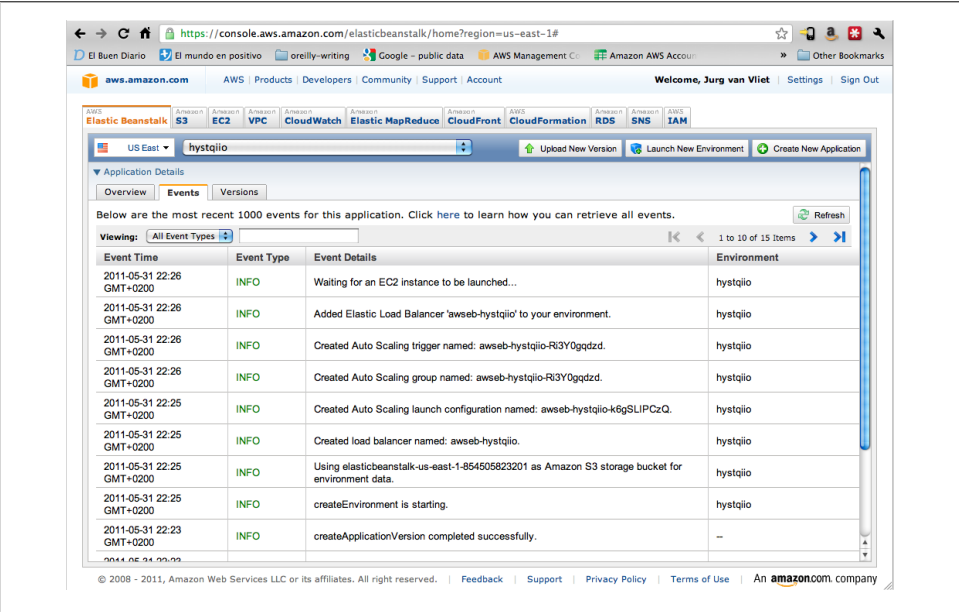 https://console.aws.amazon.com/elasticbeanstalk/home?region=us-east-1#
El Buen Diario El mundo en positivo oreilly-writing Google - public data AWS Management Co Amazon AWS Accoun » Other Bookmarks
aws.amazon.com AWS | Products | Developers | Community | Support | Account Welcome, Jurg van Vliet | Settings | Sign Out
AWS Amazon Amazon Amazon Amazon Amazon Amazon AWS Amazon Amazon AWS
Elastic Beanstalk S3 EC2 VPC CloudWatch Elastic MapReduce CloudFront CloudFormation RDS SNS IAM
US East hystqiio Upload New Version Launch New Environment Create New Application
Application Details
Overview Events Versions
Below are the most recent 1000 events for this application. Click here to learn how you can retrieve all events. Refresh
Viewing: All Event Types 1 to 10 of 15 Items
Event Time Event Type Event Details Environment
2011-05-31 22:26
GMT+0200 INFO Waiting for an EC2 instance to be launched... hystqiio
2011-05-31 22:26
GMT+0200 INFO Added Elastic Load Balancer 'awseb-hystqiio' to your environment. hystqiio
2011-05-31 22:26
GMT+0200 INFO Created Auto Scaling trigger named: awseb-hystqiio-Ri3Y0gqdzd. hystqiio
2011-05-31 22:26
GMT+0200 INFO Created Auto Scaling group named: awseb-hystqiio-Ri3Y0gqdzd. hystqiio
2011-05-31 22:25
GMT+0200 INFO Created Auto Scaling launch configuration named: awseb-hystqiio-k6gSLIPCzQ. hystqiio
2011-05-31 22:25
GMT+0200 INFO Created load balancer named: awseb-hystqiio. hystqiio
2011-05-31 22:25
GMT+0200 INFO Using elasticbeanstalk-us-east-1-854505823201 as Amazon S3 storage bucket for
environment data. hystqiio
2011-05-31 22:25
GMT+0200 INFO createEnvironment is starting. hystqiio
2011-05-31 22:23
GMT+0200 INFO createApplicationVersion completed successfully. --
2011-05-31 22:23
© 2008 - 2011, Amazon Web Services LLC or its affiliates. All right reserved. | Feedback | Support | Privacy Policy | Terms of Use | An amazon.com. company